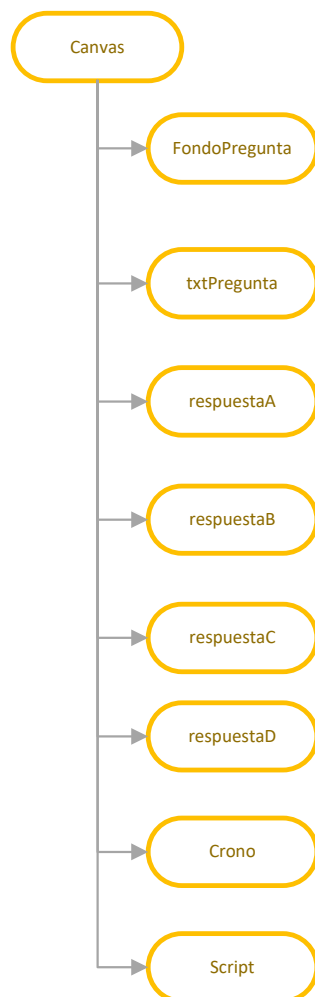 Canvas
FondoPregunta
txtPregunta
respuestaA
respuestaB
respuestaC
respuestaD
Crono
Script